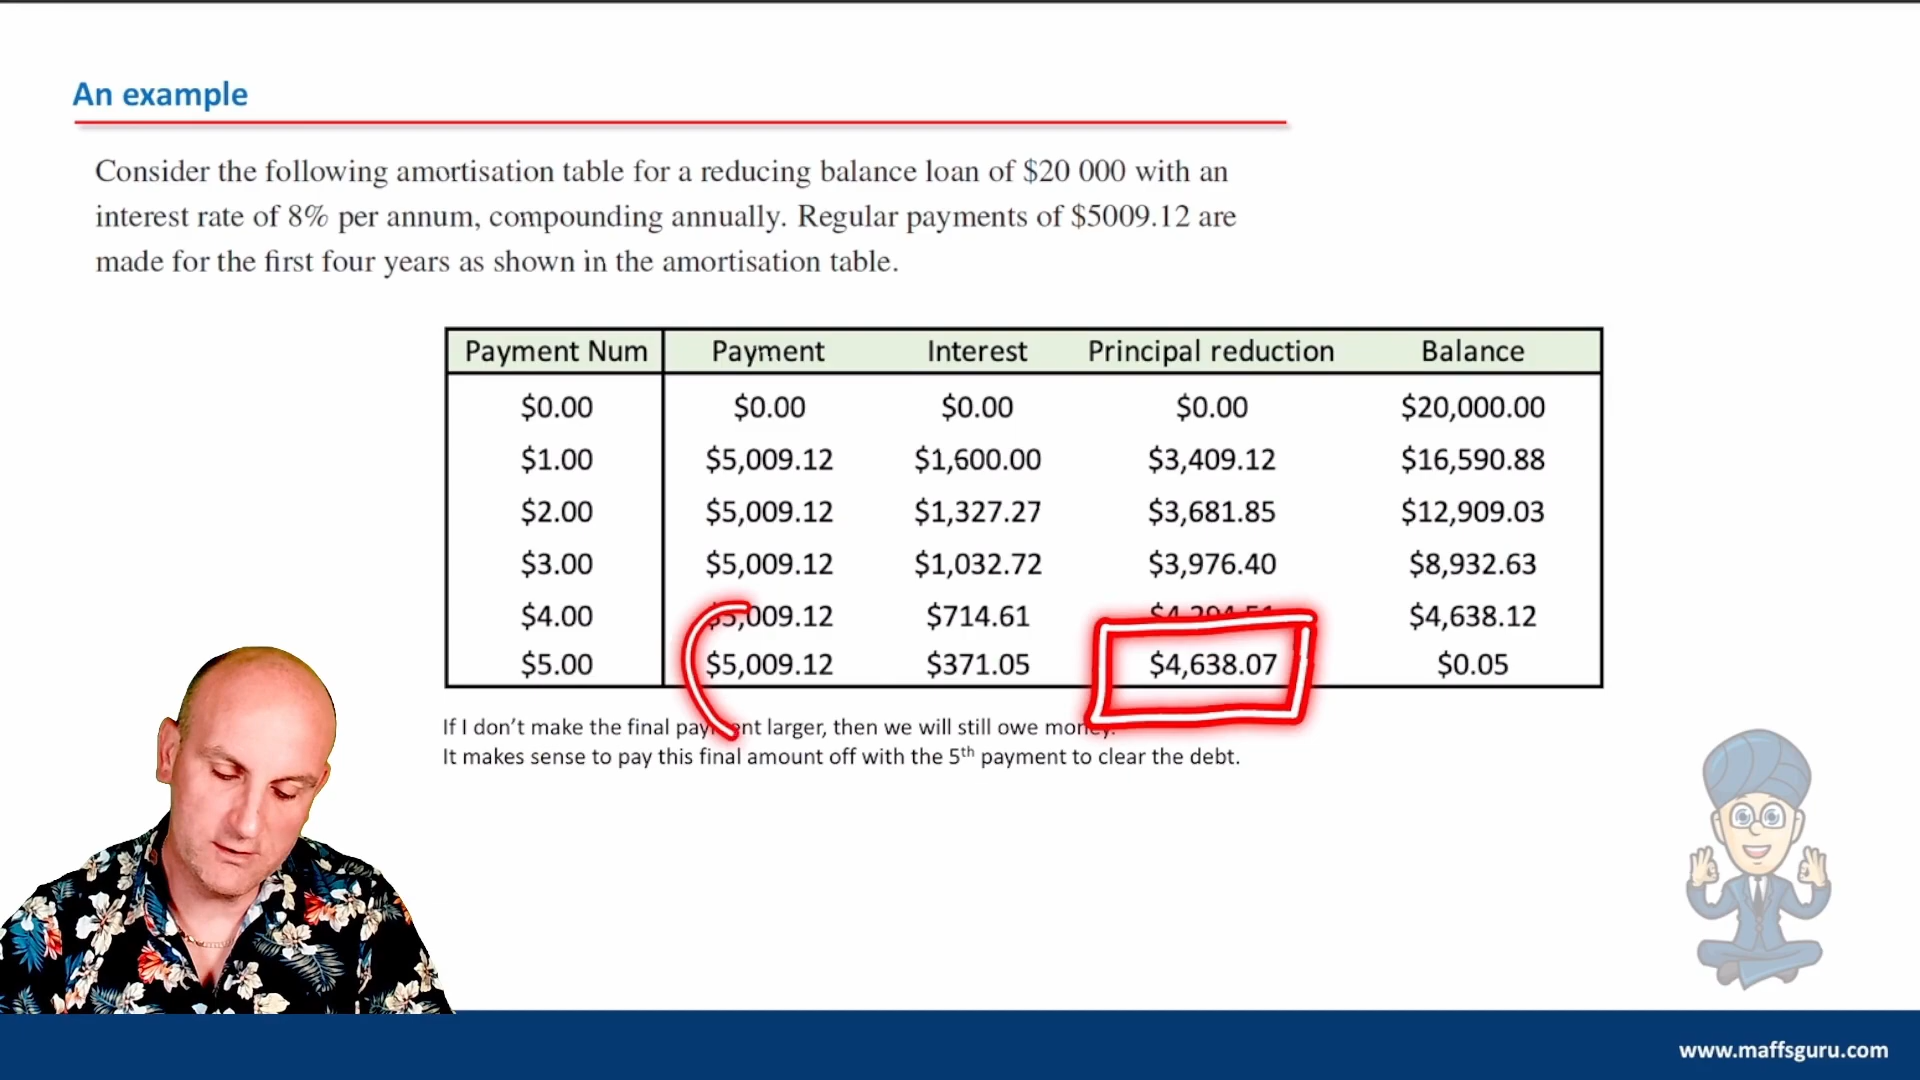 An example
Consider the following amortisation table for a reducing balance loan of $20 000 with an
interest rate of 8% per annum, compounding annually. Regular payments of $5009.12 are
made for the first four years as shown in the amortisation table.
Payment Num Payment Interest Principal reduction Balance
$0.00 $0.00 $0.00 $0.00 $20,000.00
$1.00 $5,009.12 $1,600.00 $3,409.12 $16,590.88
$2.00 $5,009.12 $1,327.27 $3,681.85 $12,909.03
$3.00 $5,009.12 $1,032.72 $3,976.40 $8,932.63
$4.00 $5,009.12 $714.61 $4,294.51 $4,638.12
$5.00 $5,009.12 $371.05 $4,638.07 $0.05
If I don't make the final payment larger, then we will still owe money.
It makes sense to pay this final amount off with the 5th payment to clear the debt.
www.maffsguru.com